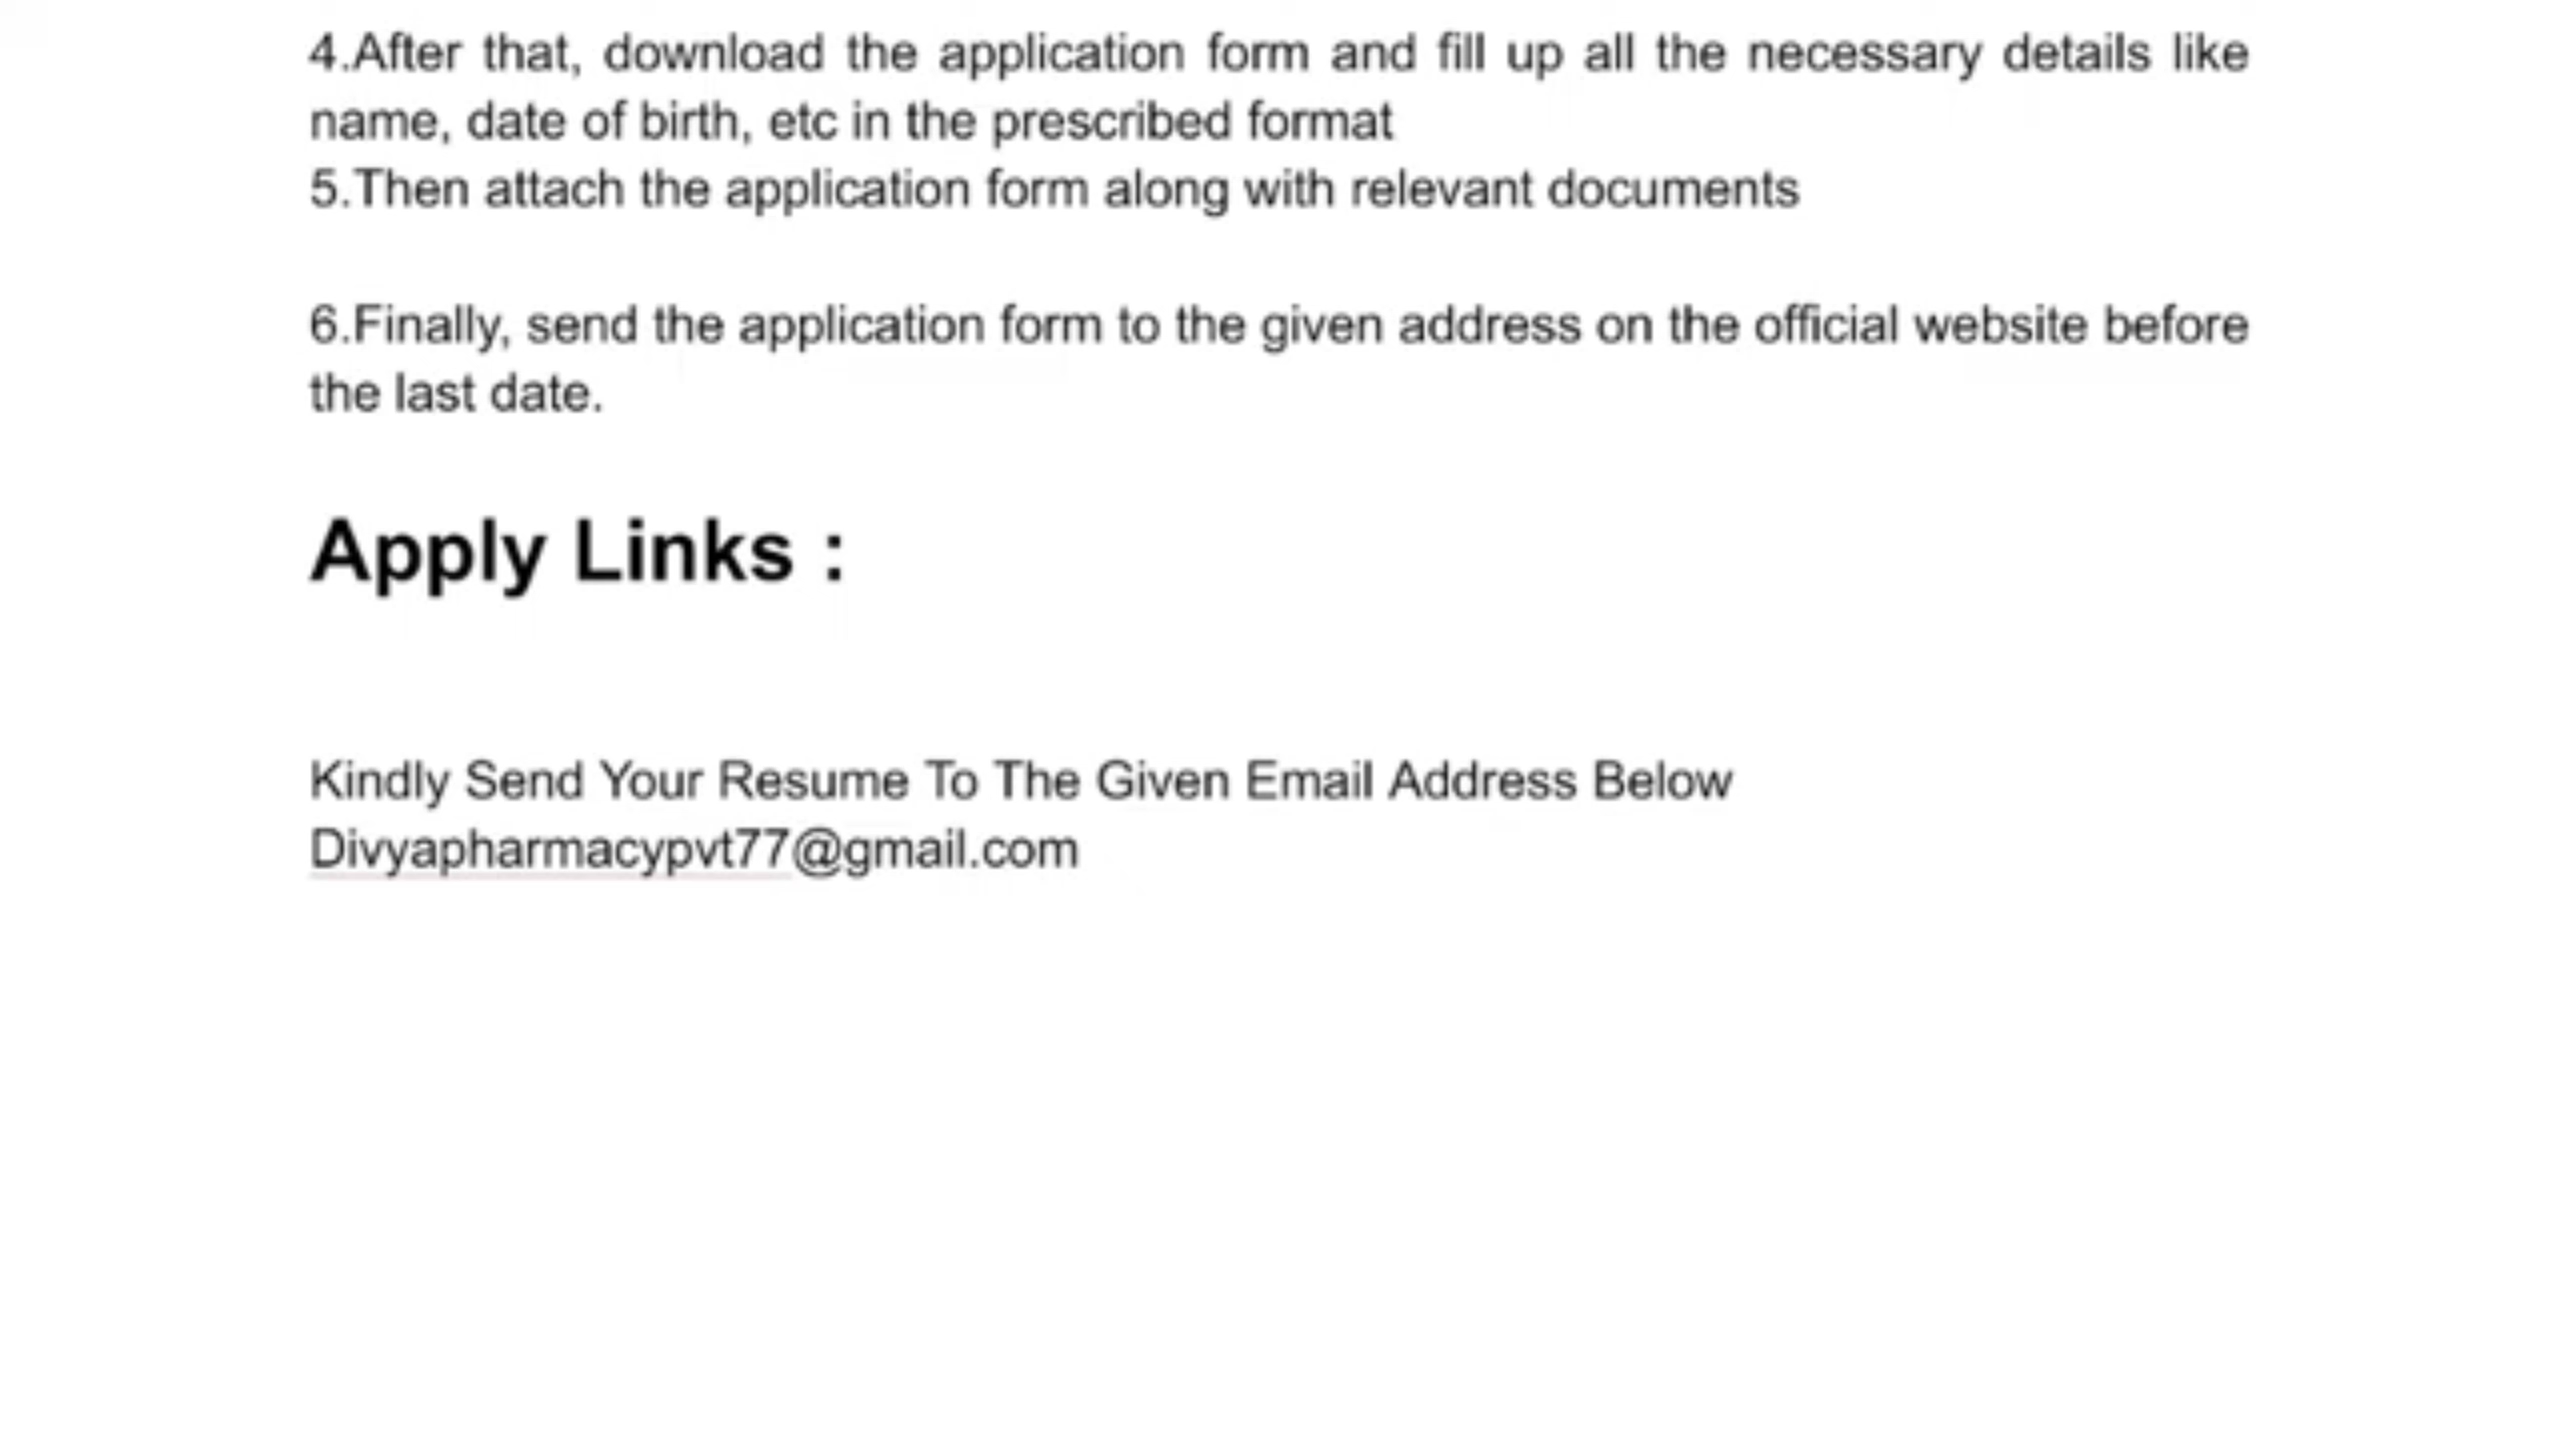 4.After that, download the application form and fill up all the necessary details like
name, date of birth, etc in the prescribed format
5.Then attach the application form along with relevant documents
6.Finally, send the application form to the given address on the official website before
the last date.
Apply Links :
Kindly Send Your Resume To The Given Email Address Below
Divyapharmacypvt77@gmail.com